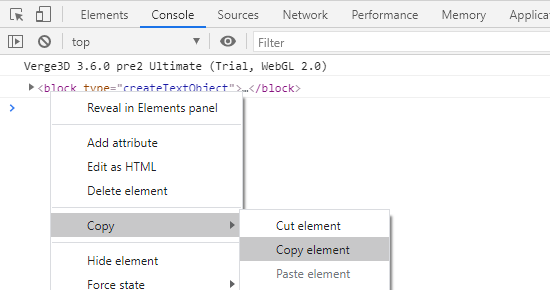 Elements Console Sources Network Performance Memory Applicatio
top Filter
Verge3D 3.6.0 pre2 Ultimate (Trial, WebGL 2.0)
<block type="createTextObject">…</block>
Reveal in Elements panel
Add attribute
Edit as HTML
Delete element
Copy
Cut element
Copy element
Paste element
Hide element
Force state